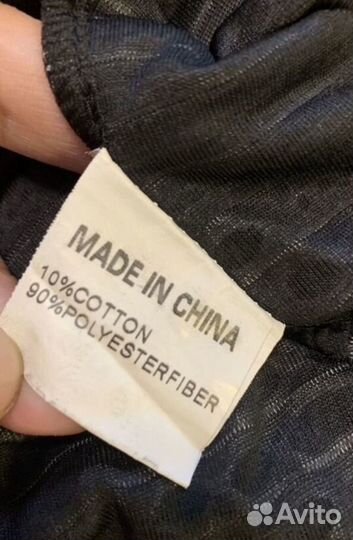 MADE IN CHINA
10%COTTON
90%POLYESTERFIBER
Avito